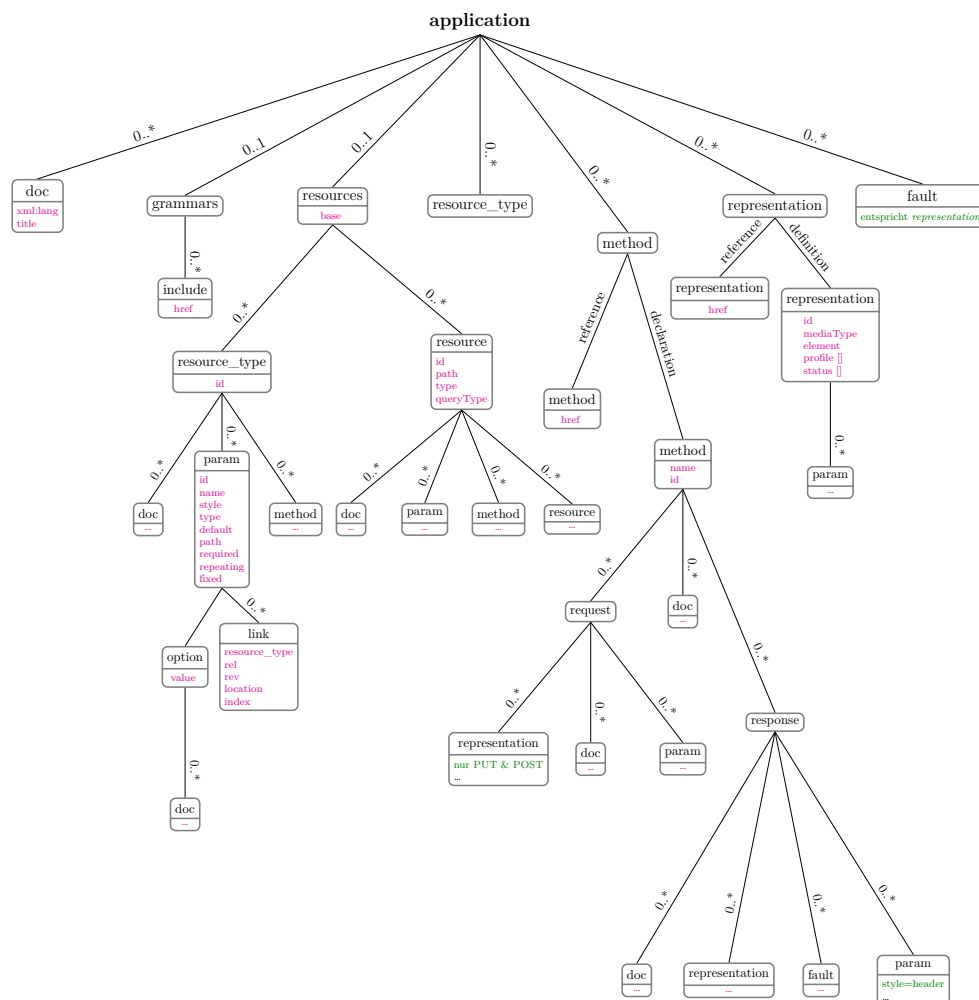 application
0..*
0..1
0..1
0..*
0..*
0..*
0..*
doc
xml:lang
title
grammars
resources
base
resource_type
representation
fault
entspricht representation
method
0..*
include
href
0..*
0..*
reference
definition
representation
href
representation
id
mediaType
element
profile []
status []
reference
declaration
resource_type
id
resource
id
path
type
queryType
method
href
method
name
id
0..*
param
...
0..*
0..*
0..*
doc
...
param
id
name
style
type
default
path
required
repeating
fixed
method
...
0..*
0..*
0..*
0..*
doc
...
param
...
method
...
resource
...
0..*
0..*
0..*
request
doc
...
response
0..*
option
value
link
resource_type
rel
rev
location
index
0..*
doc
...
0..*
0..*
0..*
representation
nur PUT & POST
...
doc
...
param
...
0..*
0..*
0..*
0..*
doc
...
representation
...
fault
...
param
style=header
...